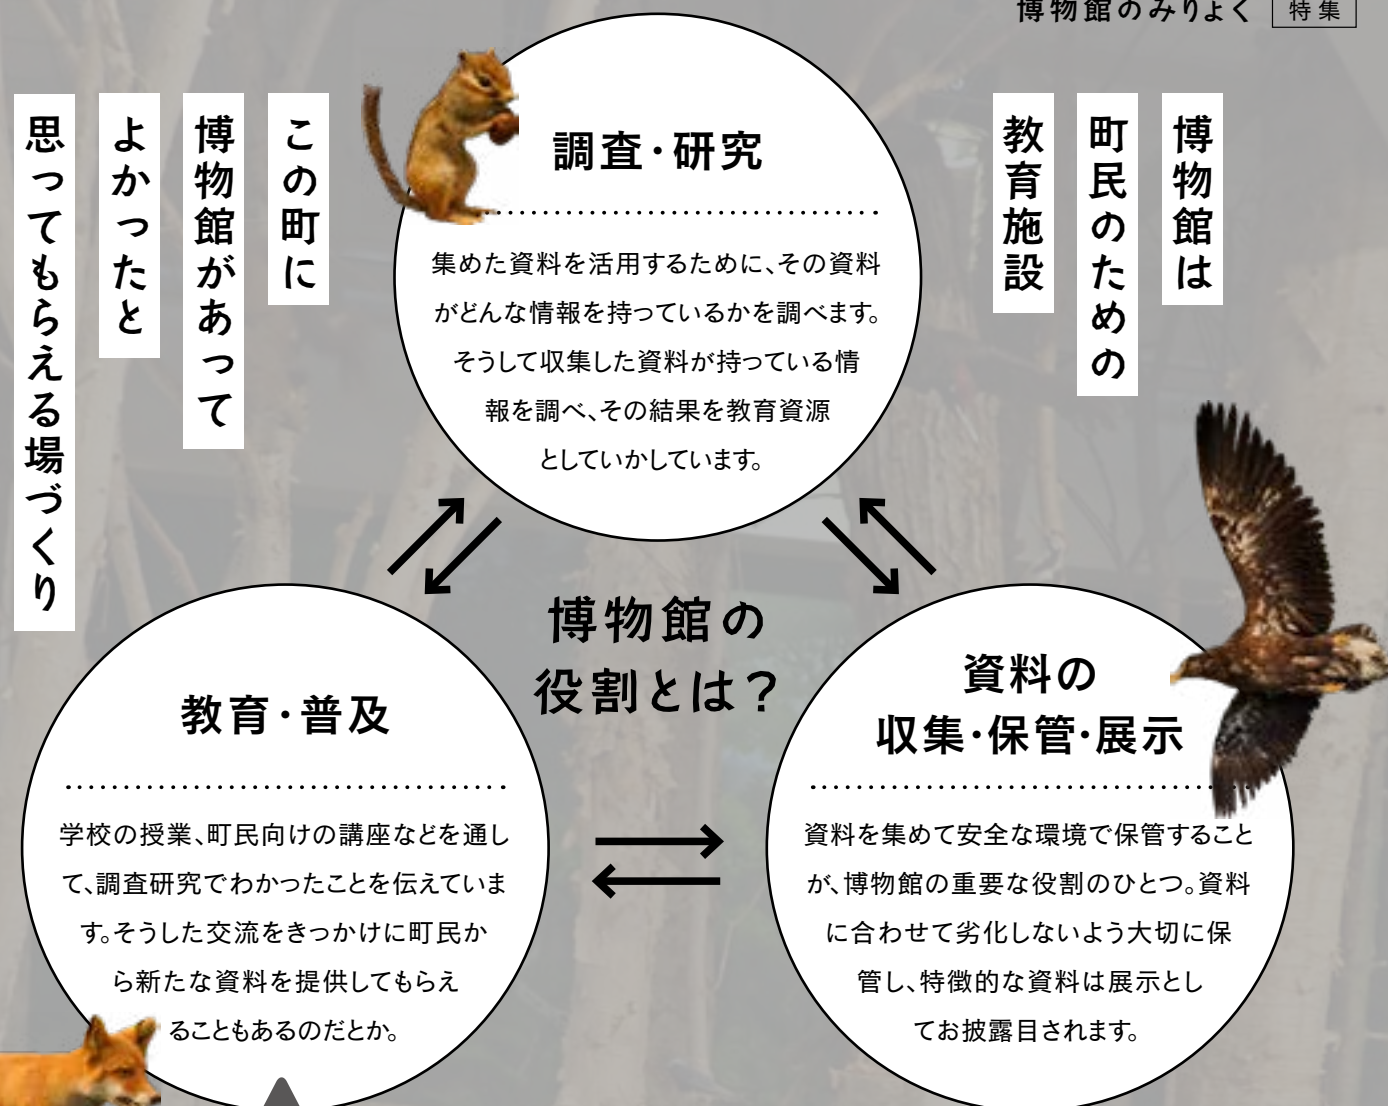 博物館のみりょく 特集
博物館は
町民のための
教育施設
この町に
博物館があって
よかったと
思ってもらえる場づくり
調査・研究
集めた資料を活用するために、その資料
がどんな情報を持っているかを調べます。
そうして収集した資料が持っている情
報を調べ、その結果を教育資源
としていかしています。
博物館の
役割とは？
教育・普及
学校の授業、町民向けの講座などを通し
て、調査研究でわかったことを伝えていま
す。そうした交流をきっかけに町民か
ら新たな資料を提供してもらえ
ることもあるのだとか。
資料の
収集・保管・展示
資料を集めて安全な環境で保管すること
が、博物館の重要な役割のひとつ。資料
に合わせて劣化しないよう大切に保
管し、特徴的な資料は展示とし
てお披露目されます。